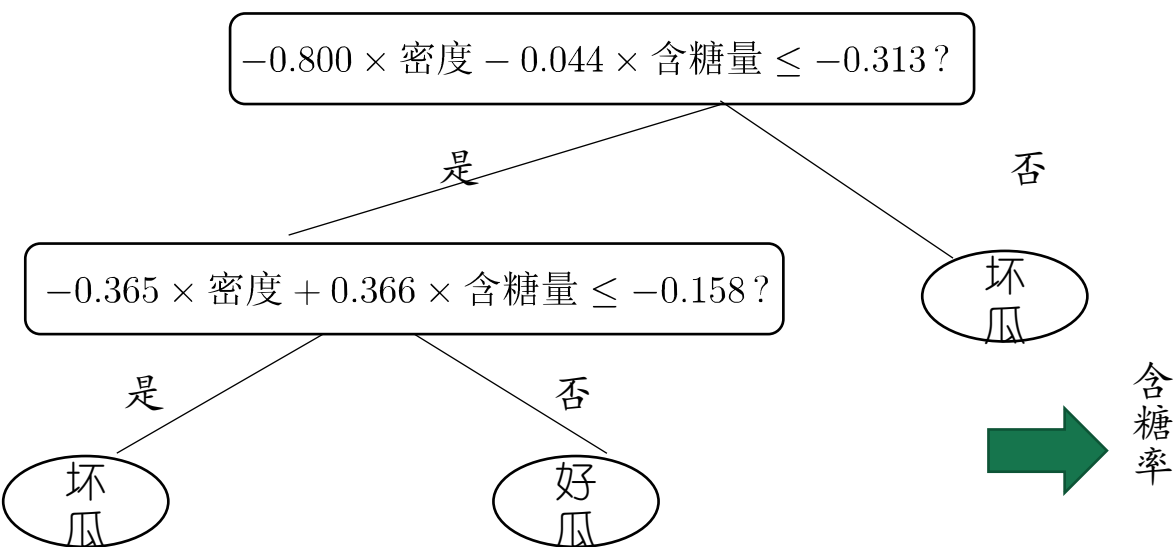 −0.800 × 密度 − 0.044 × 含糖量 ≤ −0.313 ?
是
否
−0.365 × 密度 + 0.366 × 含糖量 ≤ −0.158 ?
坏
瓜
是
否
含
糖
率
坏
瓜
好
瓜